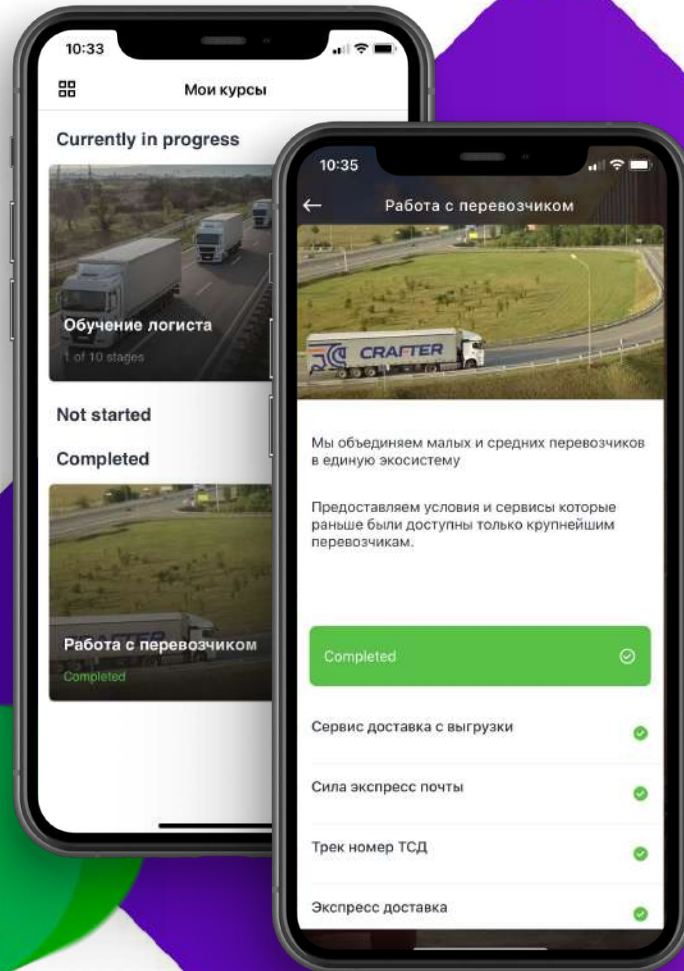 10:33
Мои курсы
Currently in progress
Обучение логиста
1 of 10 stages
Not started
Completed
Работа с перевозчиком
Completed
10:35
Работа с перевозчиком
CRAFTER
Мы объединяем малых и средних перевозчиков
в единую экосистему
Предоставляем условия и сервисы которые
раньше были доступны только крупнейшим
перевозчикам.
Completed
Сервис доставка с выгрузки
Сила экспресс почты
Трек номер ТСД
Экспресс доставка